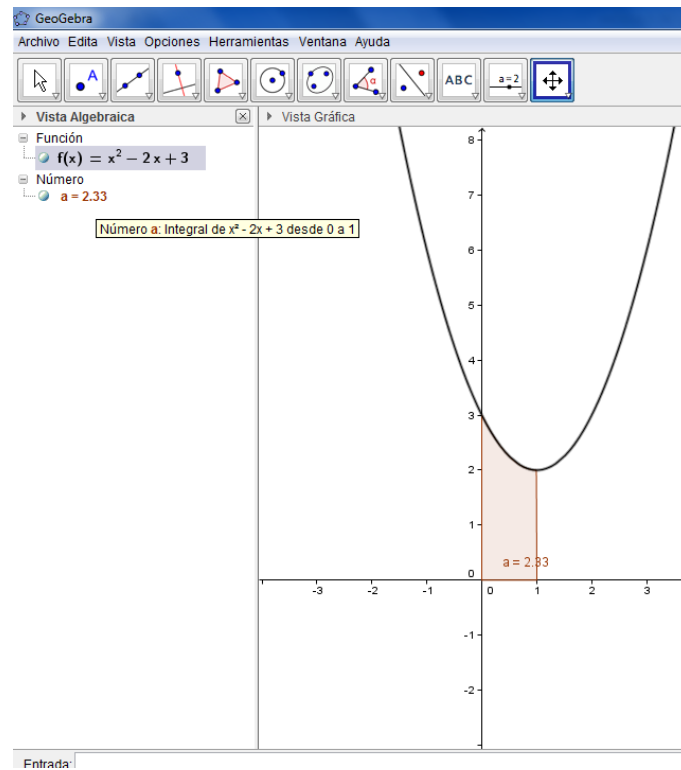 GeoGebra
Archivo Edita Vista Opciones Herramientas Ventana Ayuda
A
α
ABC
a=2
Vista Algebraica
Vista Gráfica
Función
f(x) = x² − 2 x + 3
Número
a = 2.33
Número a: Integral de x² - 2x + 3 desde 0 a 1
8
7
6
5
4
3
2
1
0
a = 2.33
-3 -2 -1 0 1 2 3
-1
-2
Entrada: